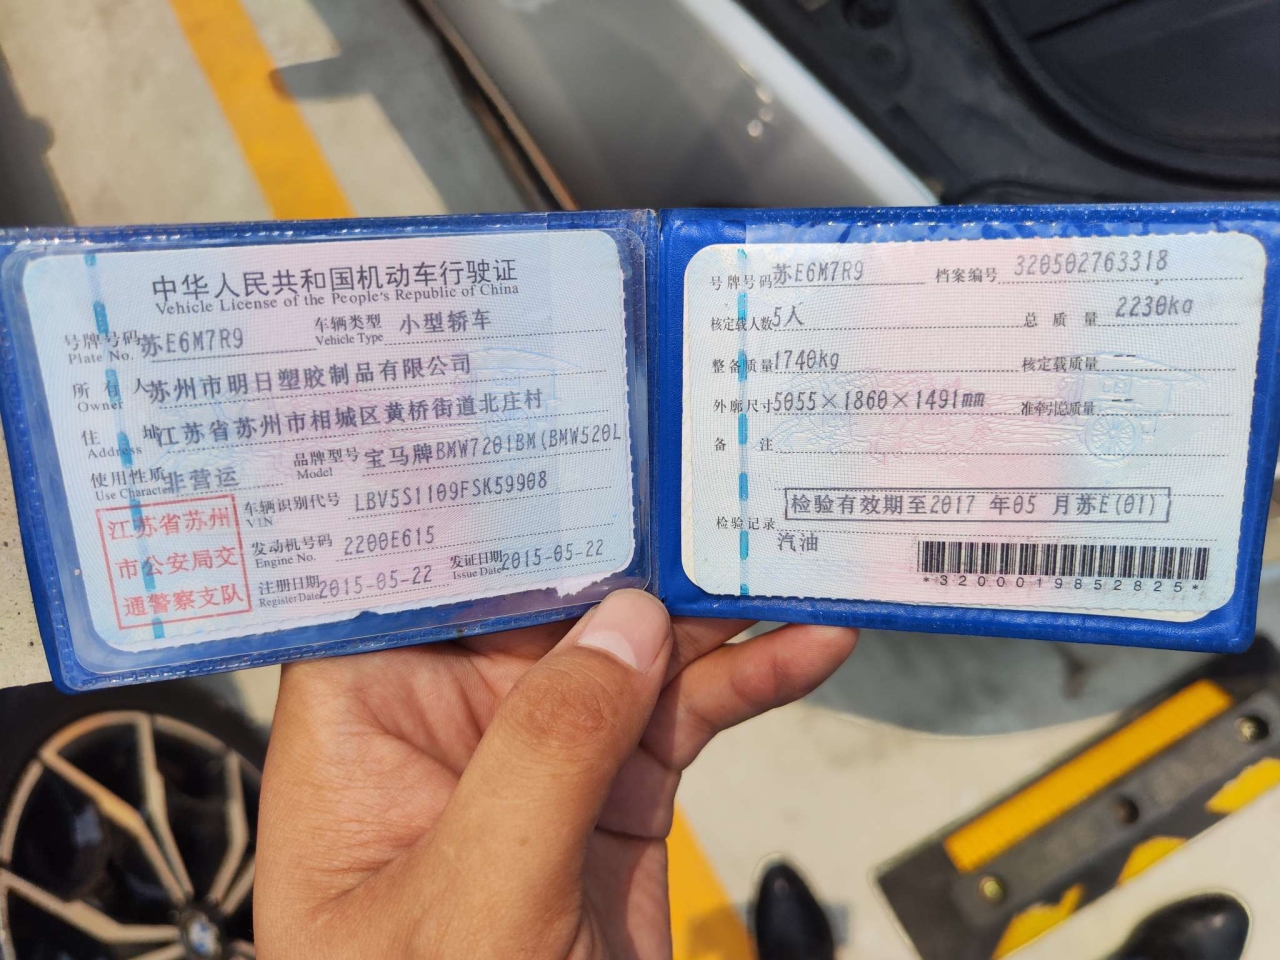 中华人民共和国机动车行驶证
Vehicle License of the People's Republic of China
号牌号码 苏E6M7R9 车辆类型 小型轿车
Plate No. Vehicle Type
所有人 苏州市明日塑胶制品有限公司
Owner
住址 江苏省苏州市相城区黄桥街道北庄村
Address
使用性质 非营运 品牌型号 宝马牌BMW7201BM(BMW520L
Use Character Model
江苏省苏州
市公安局交
通警察支队
车辆识别代号 LBV5S1109FSK59908
VIN
发动机号码 2200E615
Engine No.
注册日期 2015-05-22 发证日期 2015-05-22
Register Date Issue Date
号牌号码 苏E6M7R9 档案编号 320502763318
核定载人数 5人 总质量 2230kg
整备质量 1740kg 核定载质量 --
外廓尺寸 5055×1860×1491mm 准牵引总质量 --
备注
检验有效期至2017 年05 月苏E(01)
检验记录
汽油
*3200019852825*